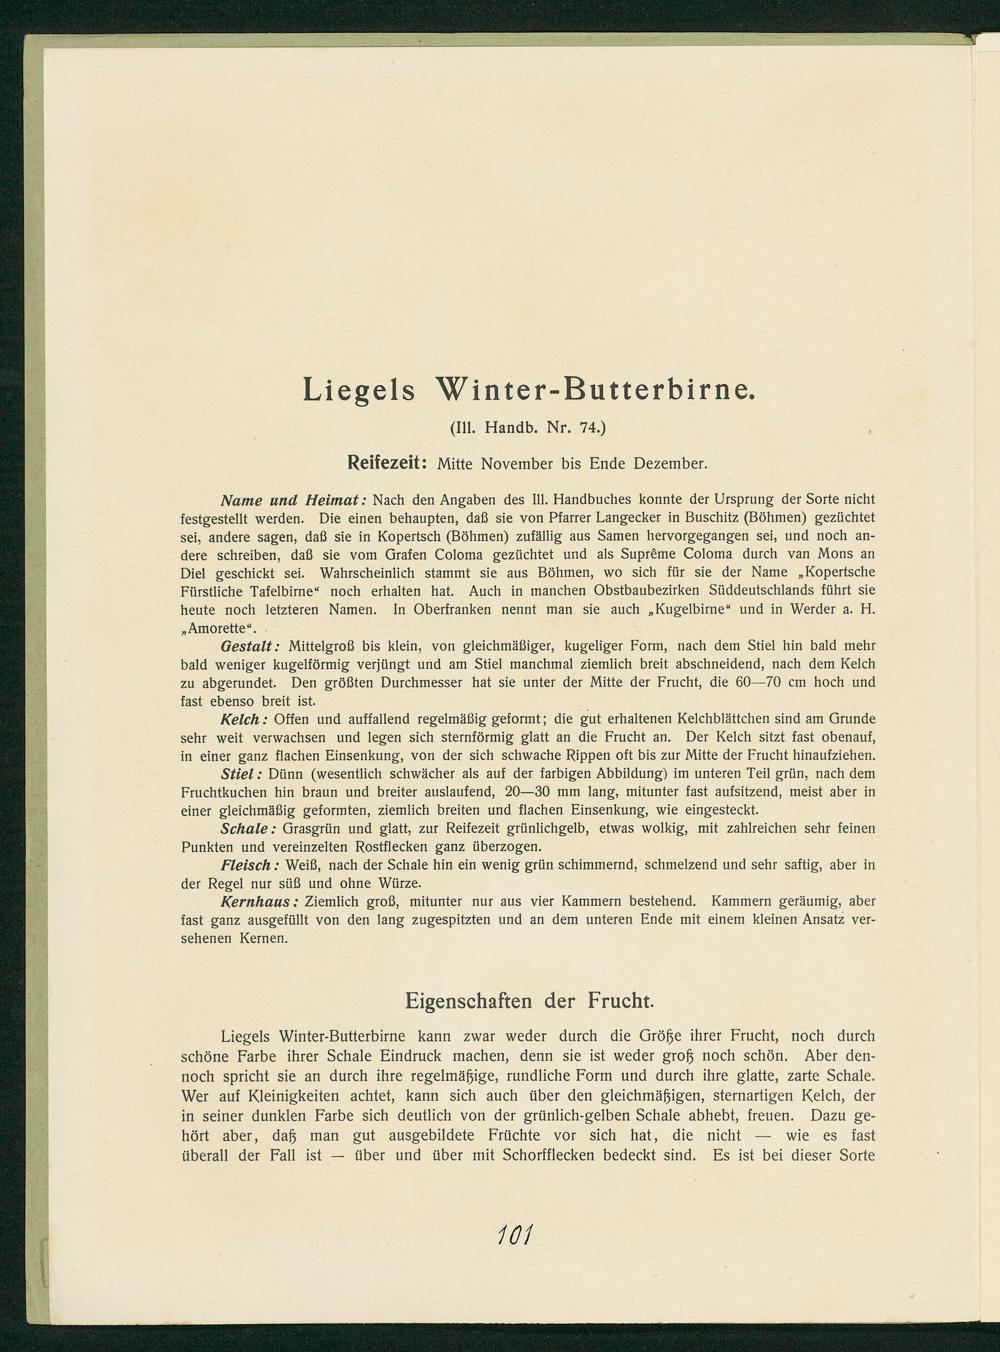 Liegels Winter-Butterbirne.
(Ill. Handb. Nr. 74.)
Reifezeit: Mitte November bis Ende Dezember.
Name und Heimat: Nach den Angaben des Ill. Handbuches konnte der Ursprung der Sorte nicht
festgestellt werden. Die einen behaupten, daß sie von Pfarrer Langecker in Buschitz (Böhmen) gezüchtet
sei, andere sagen, daß sie in Kopertsch (Böhmen) zufällig aus Samen hervorgegangen sei, und noch an-
dere schreiben, daß sie vom Grafen Coloma gezüchtet und als Suprême Coloma durch van Mons an
Diel geschickt sei. Wahrscheinlich stammt sie aus Böhmen, wo sich für sie der Name „Kopertsche
Fürstliche Tafelbirne“ noch erhalten hat. Auch in manchen Obstbaubezirken Süddeutschlands führt sie
heute noch letzteren Namen. In Oberfranken nennt man sie auch „Kugelbirne“ und in Werder a. H.
„Amorette“.
Gestalt: Mittelgroß bis klein, von gleichmäßiger, kugeliger Form, nach dem Stiel hin bald mehr
bald weniger kugelförmig verjüngt und am Stiel manchmal ziemlich breit abschneidend, nach dem Kelch
zu abgerundet. Den größten Durchmesser hat sie unter der Mitte der Frucht, die 60—70 cm hoch und
fast ebenso breit ist.
Kelch: Offen und auffallend regelmäßig geformt; die gut erhaltenen Kelchblättchen sind am Grunde
sehr weit verwachsen und legen sich sternförmig glatt an die Frucht an. Der Kelch sitzt fast obenauf,
in einer ganz flachen Einsenkung, von der sich schwache Rippen oft bis zur Mitte der Frucht hinaufziehen.
Stiel: Dünn (wesentlich schwächer als auf der farbigen Abbildung) im unteren Teil grün, nach dem
Fruchtkuchen hin braun und breiter auslaufend, 20—30 mm lang, mitunter fast aufsitzend, meist aber in
einer gleichmäßig geformten, ziemlich breiten und flachen Einsenkung, wie eingesteckt.
Schale: Grasgrün und glatt, zur Reifezeit grünlichgelb, etwas wolkig, mit zahlreichen sehr feinen
Punkten und vereinzelten Rostflecken ganz überzogen.
Fleisch: Weiß, nach der Schale hin ein wenig grün schimmernd, schmelzend und sehr saftig, aber in
der Regel nur süß und ohne Würze.
Kernhaus: Ziemlich groß, mitunter nur aus vier Kammern bestehend. Kammern geräumig, aber
fast ganz ausgefüllt von den lang zugespitzten und an dem unteren Ende mit einem kleinen Ansatz ver-
sehenen Kernen.
Eigenschaften der Frucht.
Liegels Winter-Butterbirne kann zwar weder durch die Größe ihrer Frucht, noch durch
schöne Farbe ihrer Schale Eindruck machen, denn sie ist weder groß noch schön. Aber den-
noch spricht sie an durch ihre regelmäßige, rundliche Form und durch ihre glatte, zarte Schale.
Wer auf Kleinigkeiten achtet, kann sich auch über den gleichmäßigen, sternartigen Kelch, der
in seiner dunklen Farbe sich deutlich von der grünlich-gelben Schale abhebt, freuen. Dazu ge-
hört aber, daß man gut ausgebildete Früchte vor sich hat, die nicht — wie es fast
überall der Fall ist — über und über mit Schorfflecken bedeckt sind. Es ist bei dieser Sorte
101